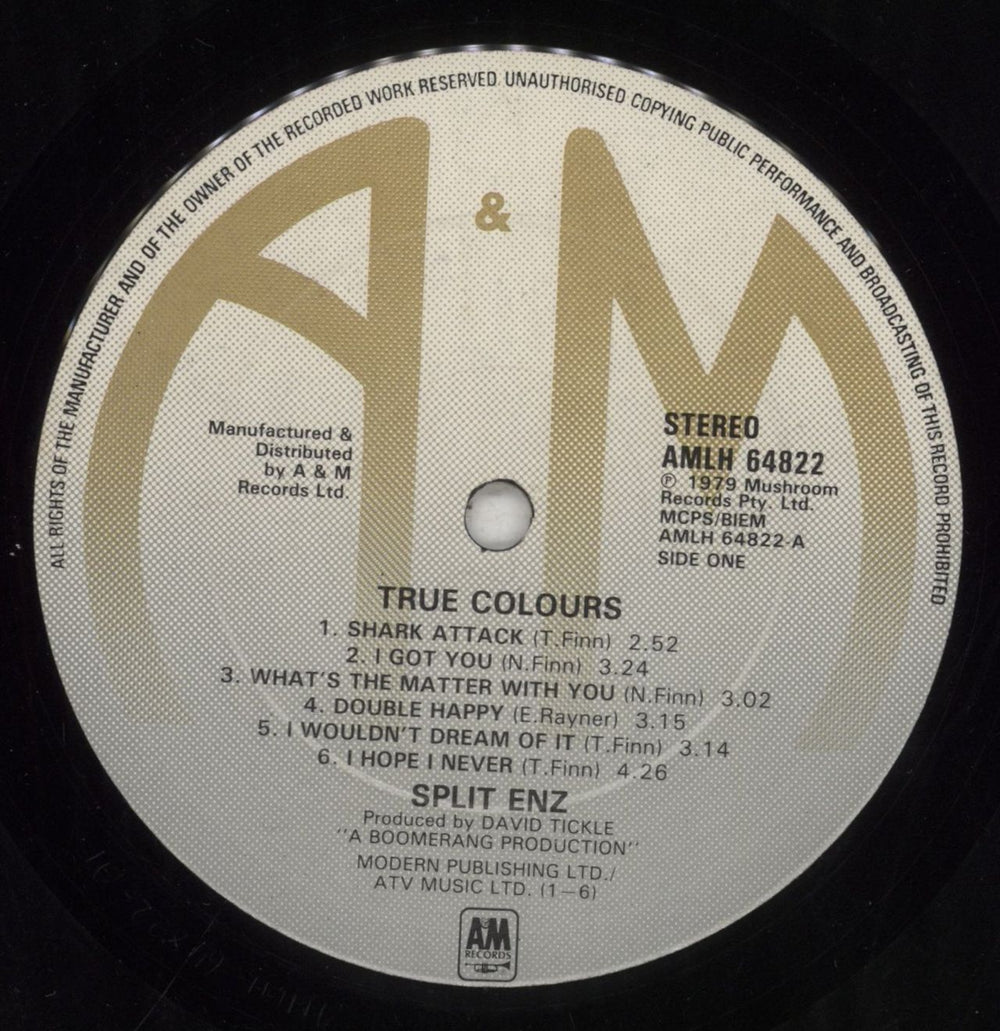 ALL RIGHTS OF THE MANUFACTURER AND OF THE OWNER OF THE RECORDED WORK RESERVED. UNAUTHORISED COPYING PUBLIC PERFORMANCE AND BROADCASTING OF THIS RECORD PROHIBITED
A & M
Manufactured &
Distributed
by A & M
Records Ltd.
STEREO
AMLH 64822
℗ 1979 Mushroom
Records Pty. Ltd.
MCPS/BIEM
AMLH 64822-A
SIDE ONE
TRUE COLOURS
1. SHARK ATTACK (T.Finn) 2.52
2. I GOT YOU (N.Finn) 3.24
3. WHAT'S THE MATTER WITH YOU (N.Finn) 3.02
4. DOUBLE HAPPY (E.Rayner) 3.15
5. I WOULDN'T DREAM OF IT (T.Finn) 3.14
6. I HOPE I NEVER (T.Finn) 4.26
SPLIT ENZ
Produced by DAVID TICKLE
"A BOOMERANG PRODUCTION"
MODERN PUBLISHING LTD./
ATV MUSIC LTD. (1–6)
A&M
RECORDS